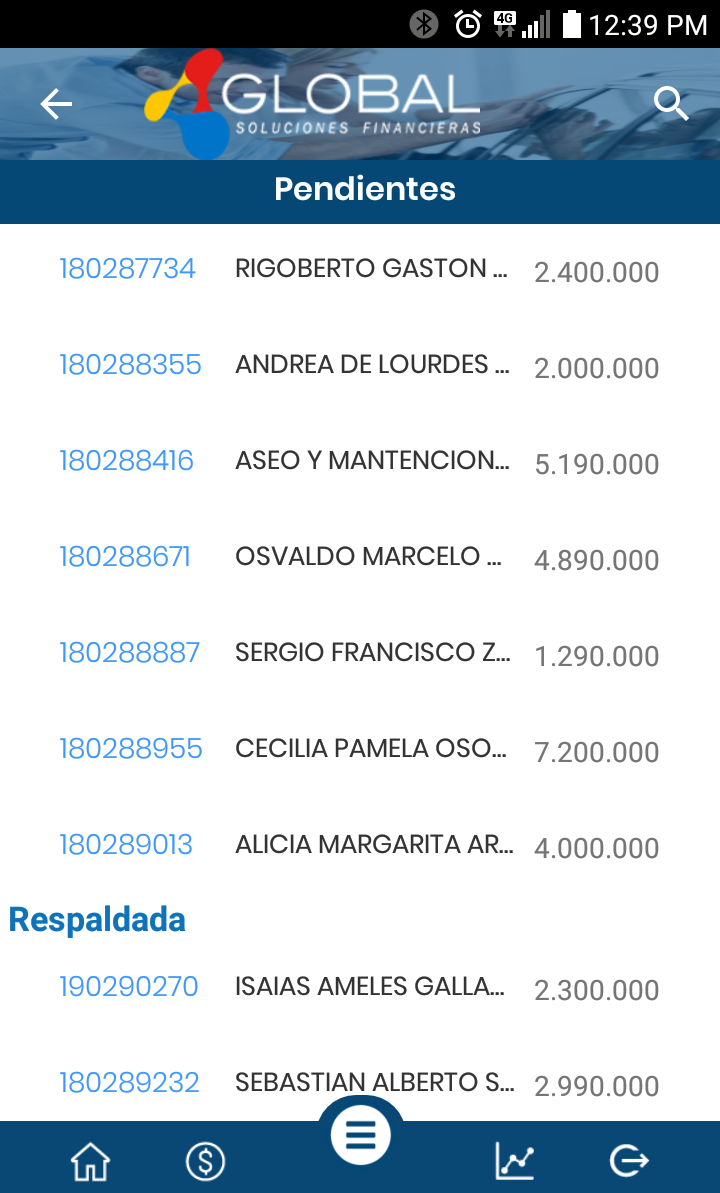 4G 12:39 PM
GLOBAL
SOLUCIONES FINANCIERAS
Pendientes
180287734 RIGOBERTO GASTON ... 2.400.000
180288355 ANDREA DE LOURDES ... 2.000.000
180288416 ASEO Y MANTENCION... 5.190.000
180288671 OSVALDO MARCELO ... 4.890.000
180288887 SERGIO FRANCISCO Z... 1.290.000
180288955 CECILIA PAMELA OSO... 7.200.000
180289013 ALICIA MARGARITA AR... 4.000.000
Respaldada
190290270 ISAIAS AMELES GALLA... 2.300.000
180289232 SEBASTIAN ALBERTO S... 2.990.000